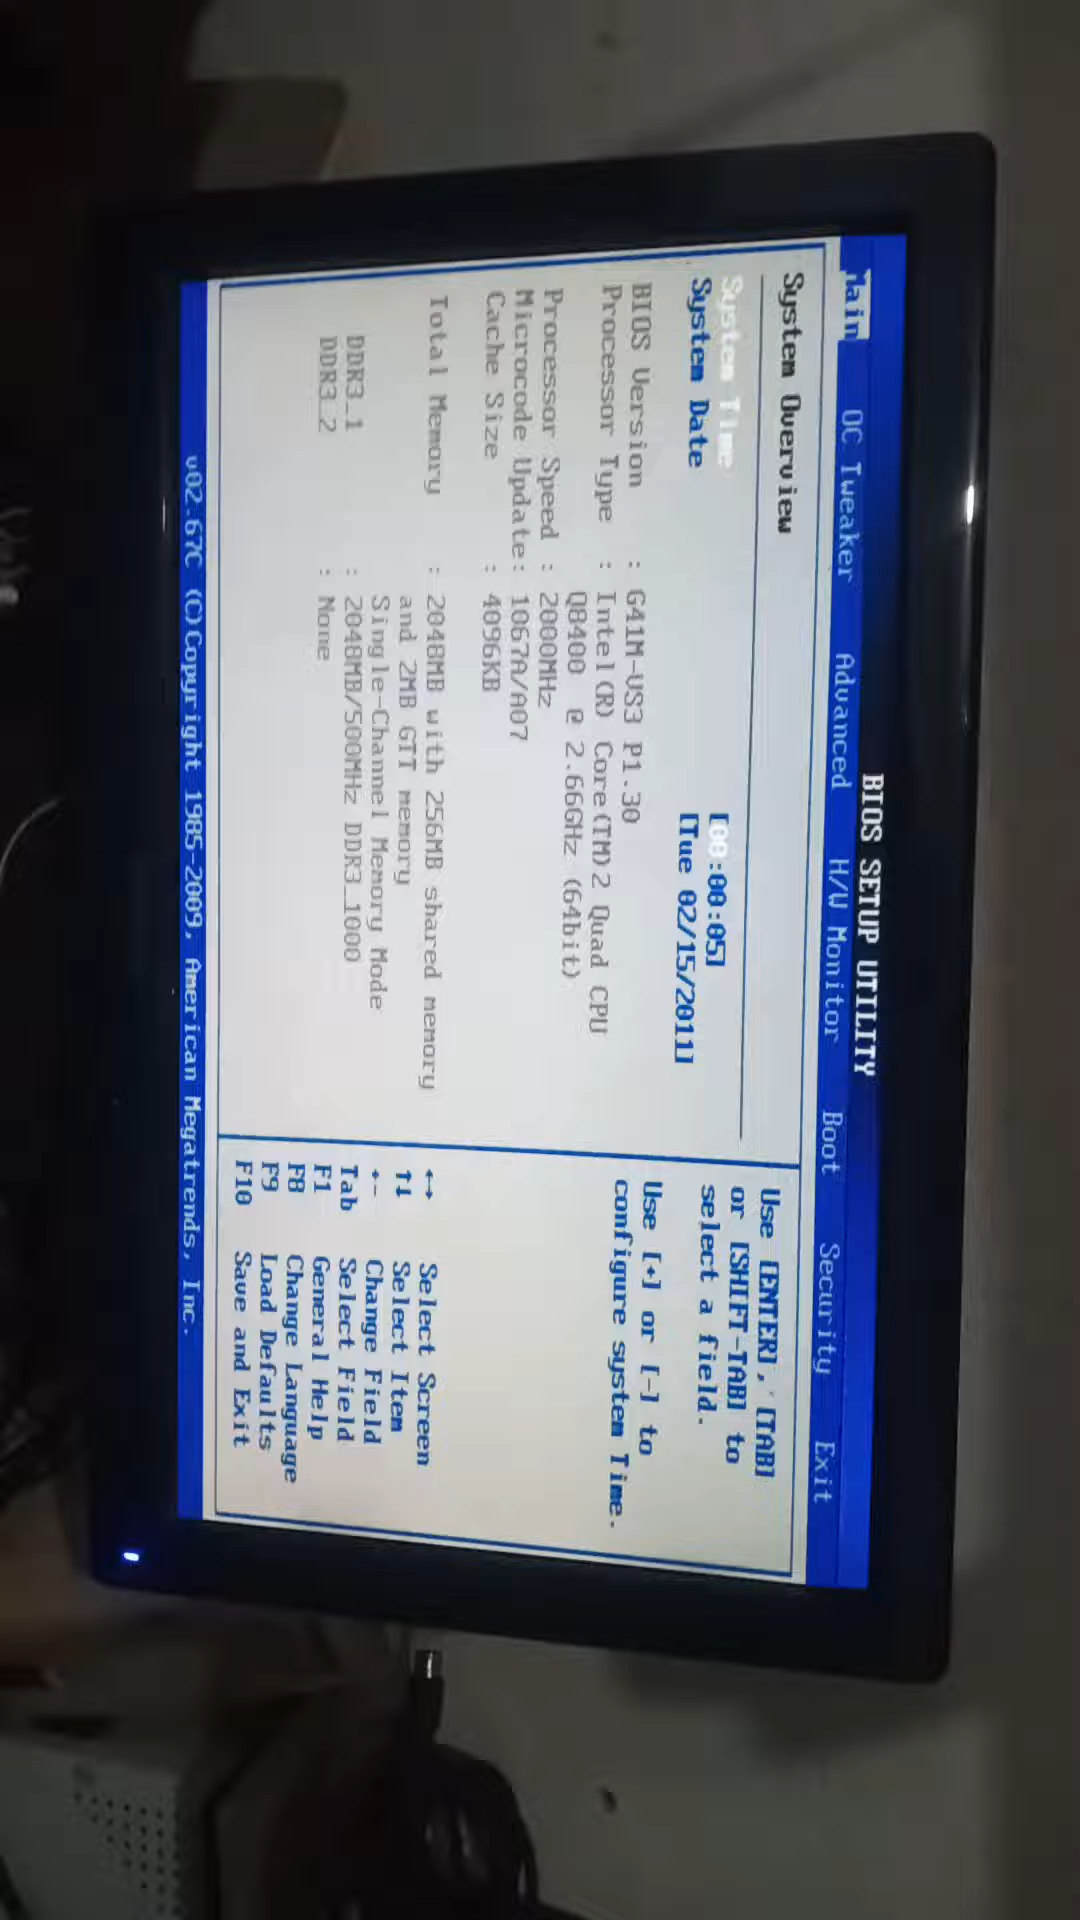 BIOS SETUP UTILITY
Main OC Tweaker Advanced H/W Monitor Boot Security Exit
System Overview
System Time [00:00:05]
System Date [Tue 02/15/2011]
BIOS Version : G41M-VS3 P1.30
Processor Type : Intel(R) Core(TM)2 Quad CPU
Q8400 @ 2.66GHz (64bit)
Processor Speed : 2000MHz
Microcode Update: 1067A/A07
Cache Size : 4096KB
Total Memory : 2048MB with 256MB shared memory
and 2MB GTT memory
Single-Channel Memory Mode
DDR3_1 : 2048MB/500MHz DDR3_1000
DDR3_2 : None
Use [ENTER], [TAB]
or [SHIFT-TAB] to
select a field.
Use [+] or [-] to
configure system Time.
↔ Select Screen
↑↓ Select Item
+- Change Field
Tab Select Field
F1 General Help
F8 Change Language
F9 Load Defaults
F10 Save and Exit
v02.67C (C)Copyright 1985-2009, American Megatrends, Inc.